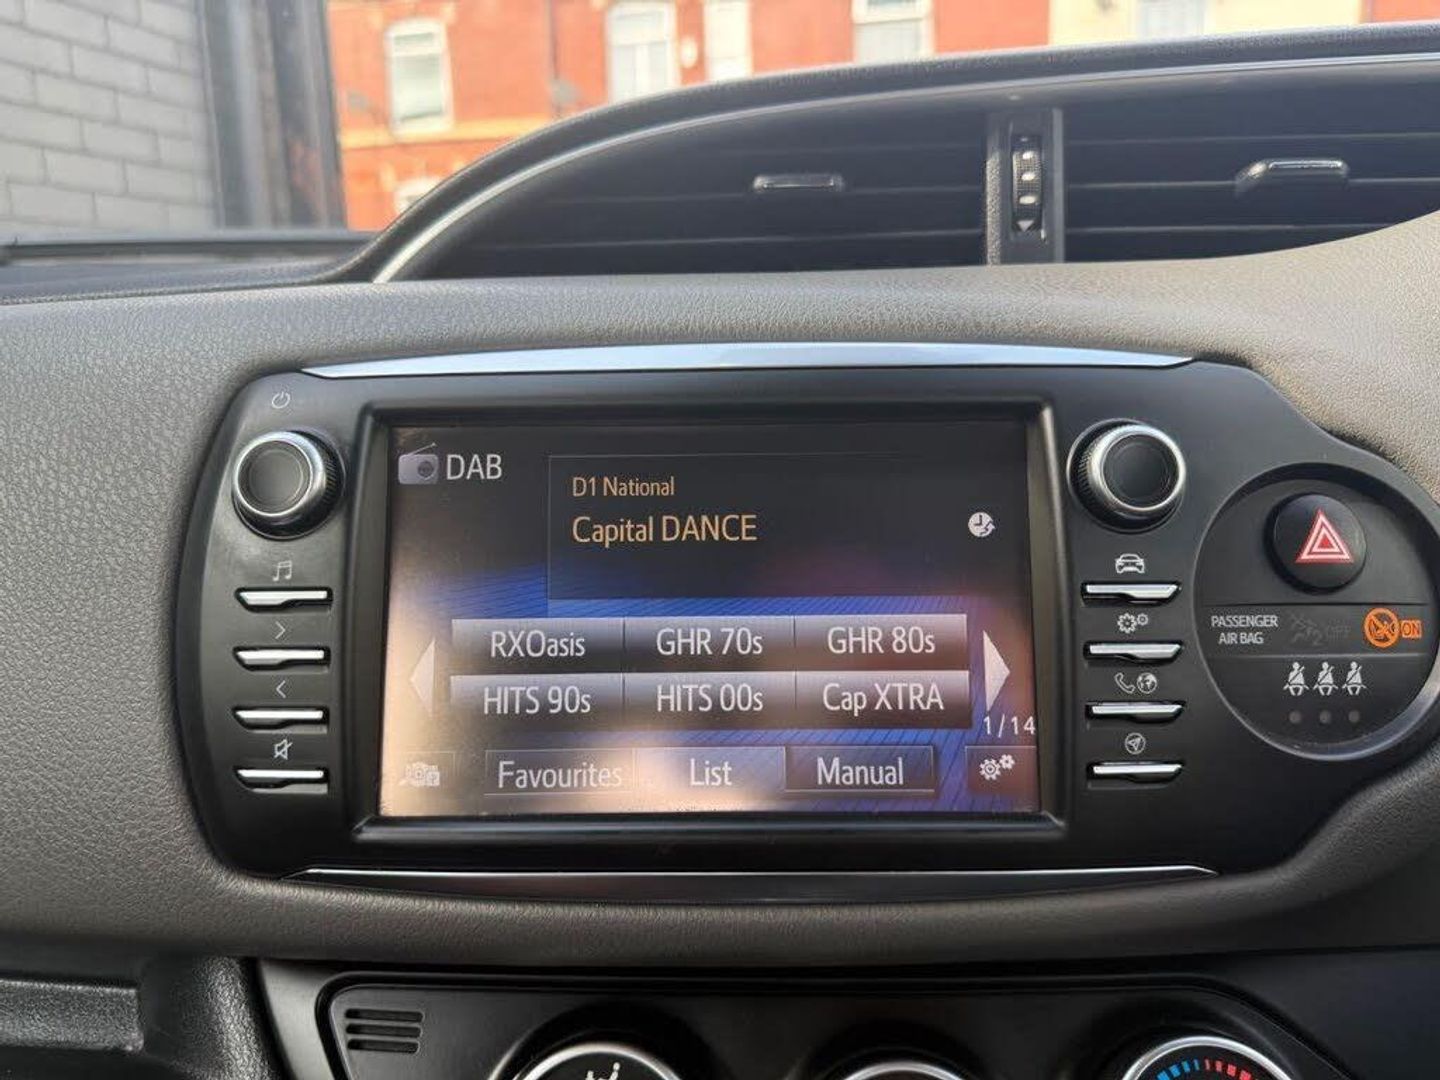 DAB
D1 National
Capital DANCE
RXOasis GHR 70s GHR 80s
HITS 90s HITS 00s Cap XTRA
1/14
Favourites List Manual
PASSENGER
AIR BAG
OFF
ON